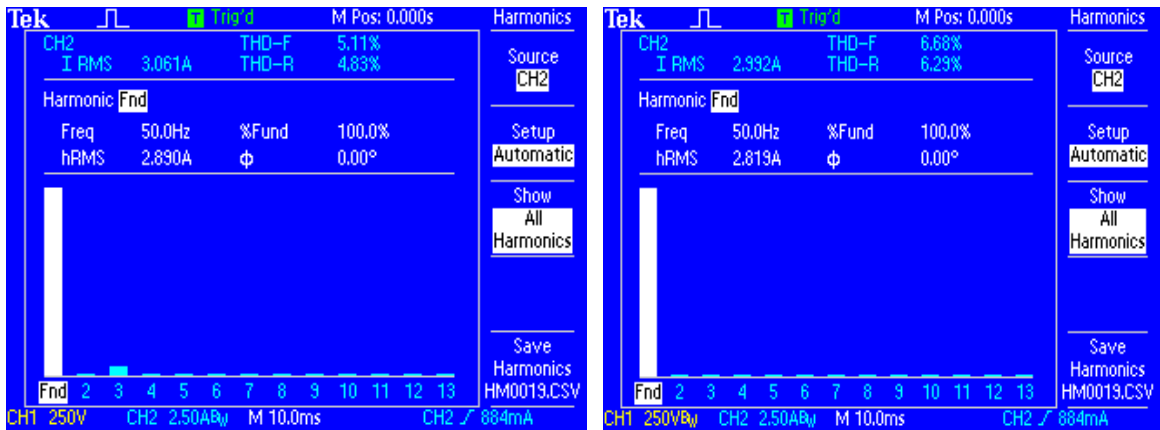 Tek T Trig'd M Pos: 0.000s Harmonics
CH2 THD-F 5.11%
I RMS 3.061A THD-R 4.83%
Source
CH2
Harmonic Fnd
Freq 50.0Hz %Fund 100.0%
hRMS 2.890A ф 0.00°
Setup
Automatic
Show
All
Harmonics
Save
Harmonics
HM0019.CSV
Fnd 2 3 4 5 6 7 8 9 10 11 12 13
CH1 250V CH2 2.50ABW M 10.0ms CH2 / 884mA
Tek T Trig'd M Pos: 0.000s Harmonics
CH2 THD-F 6.68%
I RMS 2.992A THD-R 6.29%
Source
CH2
Harmonic Fnd
Freq 50.0Hz %Fund 100.0%
hRMS 2.819A ф 0.00°
Setup
Automatic
Show
All
Harmonics
Save
Harmonics
HM0019.CSV
Fnd 2 3 4 5 6 7 8 9 10 11 12 13
CH1 250VBW CH2 2.50ABW M 10.0ms CH2 / 884mA